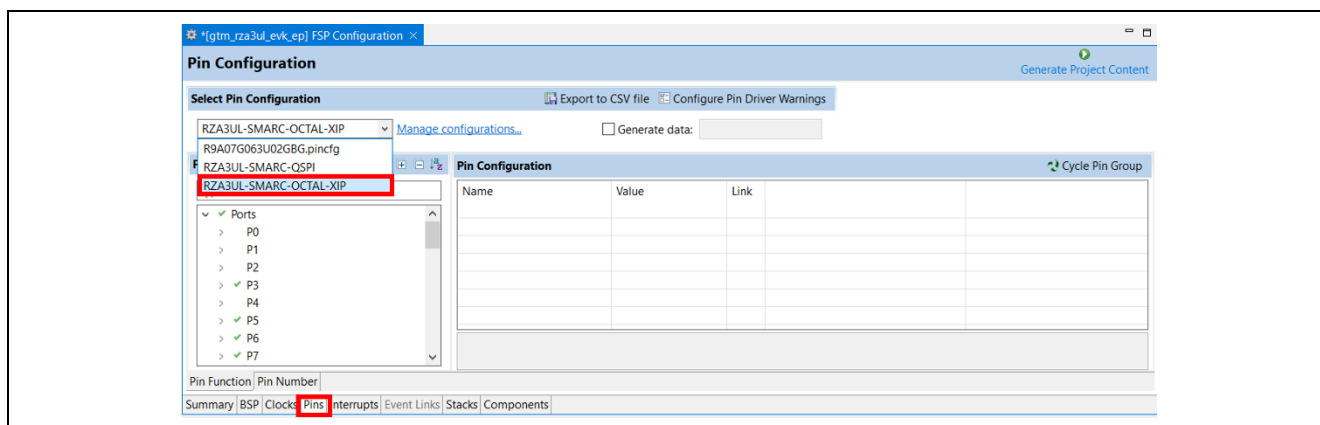 *[gtm_rza3ul_evk_ep] FSP Configuration
Pin Configuration
Generate Project Content
Select Pin Configuration
Export to CSV file
Configure Pin Driver Warnings
RZA3UL-SMARC-OCTAL-XIP
Manage configurations...
Generate data:
R9A07G063U02GBG.pincfg
RZA3UL-SMARC-QSPI
RZA3UL-SMARC-OCTAL-XIP
Pin Configuration
Cycle Pin Group
Name Value Link
Ports
P0
P1
P2
P3
P4
P5
P6
P7
Pin Function Pin Number
Summary BSP Clocks Pins Interrupts Event Links Stacks Components